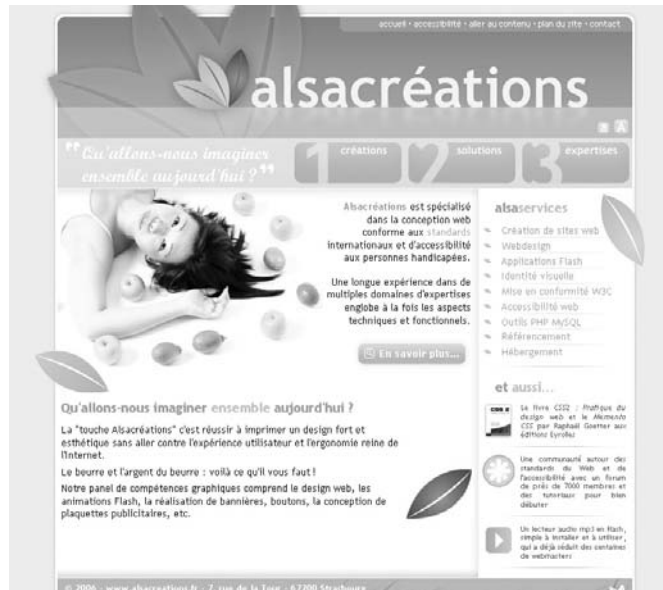 accueil • accessibilité • aller au contenu • plan du site • contact
alsacréations
A A
"Qu'allons-nous imaginer
ensemble aujourd'hui ?"
1 créations
2 solutions
3 expertises
Alsacréations est spécialisé
dans la conception web
conforme aux standards
internationaux et d'accessibilité
aux personnes handicapées.
Une longue expérience dans de
multiples domaines d'expertises
englobe à la fois les aspects
techniques et fonctionnels.
En savoir plus...
Qu'allons-nous imaginer ensemble aujourd'hui ?
La "touche Alsacréations" c'est réussir à imprimer un design fort et
esthétique sans aller contre l'expérience utilisateur et l'ergonomie reine de
l'Internet.
Le beurre et l'argent du beurre : voilà ce qu'il vous faut !
Notre panel de compétences graphiques comprend le design web, les
animations Flash, la réalisation de bannières, boutons, la conception de
plaquettes publicitaires, etc.
alsaservices
Création de sites web
Webdesign
Applications Flash
Identité visuelle
Mise en conformité W3C
Accessibilité web
Outils PHP MySQL
Référencement
Hébergement
et aussi...
CSS 2
Le livre CSS2 : Pratique du
design web et le Memento
CSS par Raphaël Goetter aux
éditions Eyrolles
Une communauté autour des
standards du Web et de
l'accessibilité avec un forum
de près de 7000 membres et
des tutoriaux pour bien
débuter
Un lecteur audio mp3 en Flash,
simple à installer et à utiliser,
qui a déjà séduit des centaines
de webmasters
© 2006 - www.alsacreations.fr - 2, rue de la Tour - 67200 Strasbourg